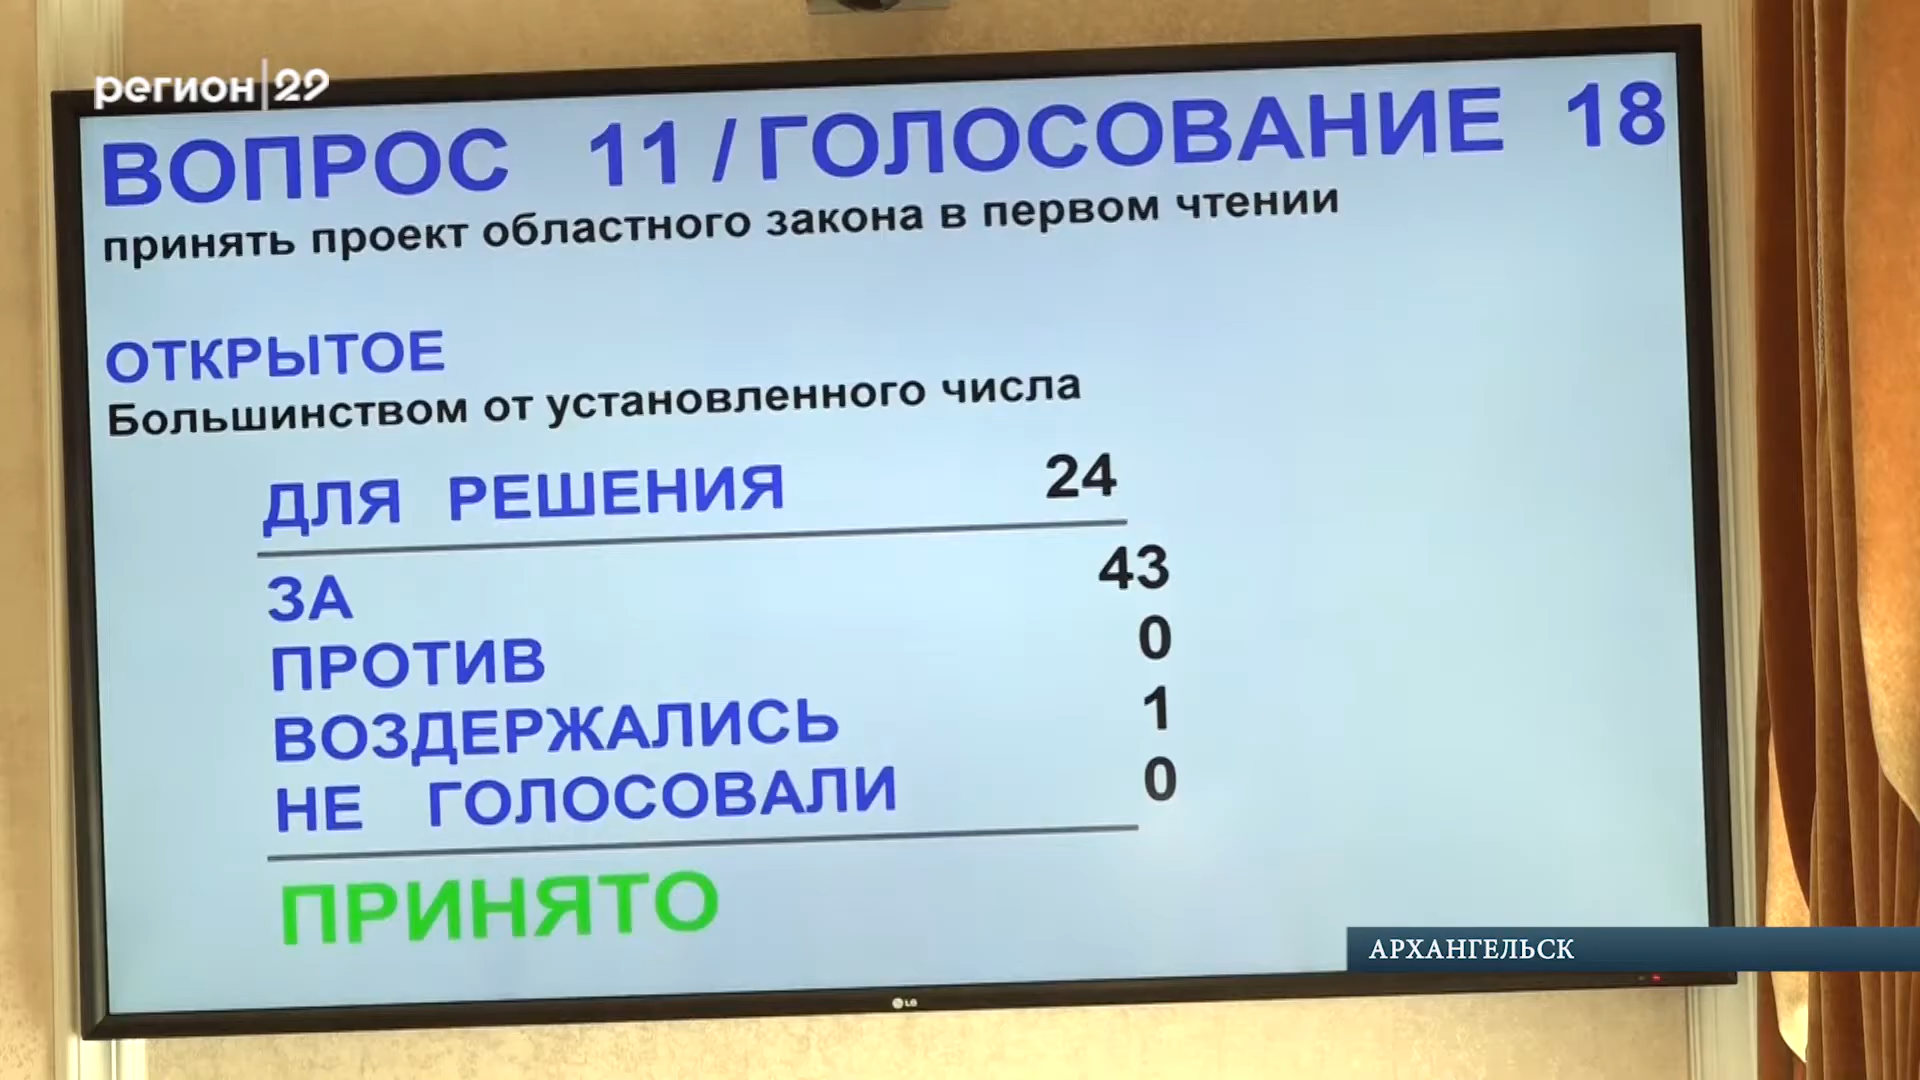 регион|29
ВОПРОС 11 / ГОЛОСОВАНИЕ 18
принять проект областного закона в первом чтении
ОТКРЫТОЕ
Большинством от установленного числа
ДЛЯ РЕШЕНИЯ 24
ЗА 43
ПРОТИВ 0
ВОЗДЕРЖАЛИСЬ 1
НЕ ГОЛОСОВАЛИ 0
ПРИНЯТО
АРХАНГЕЛЬСК
LG